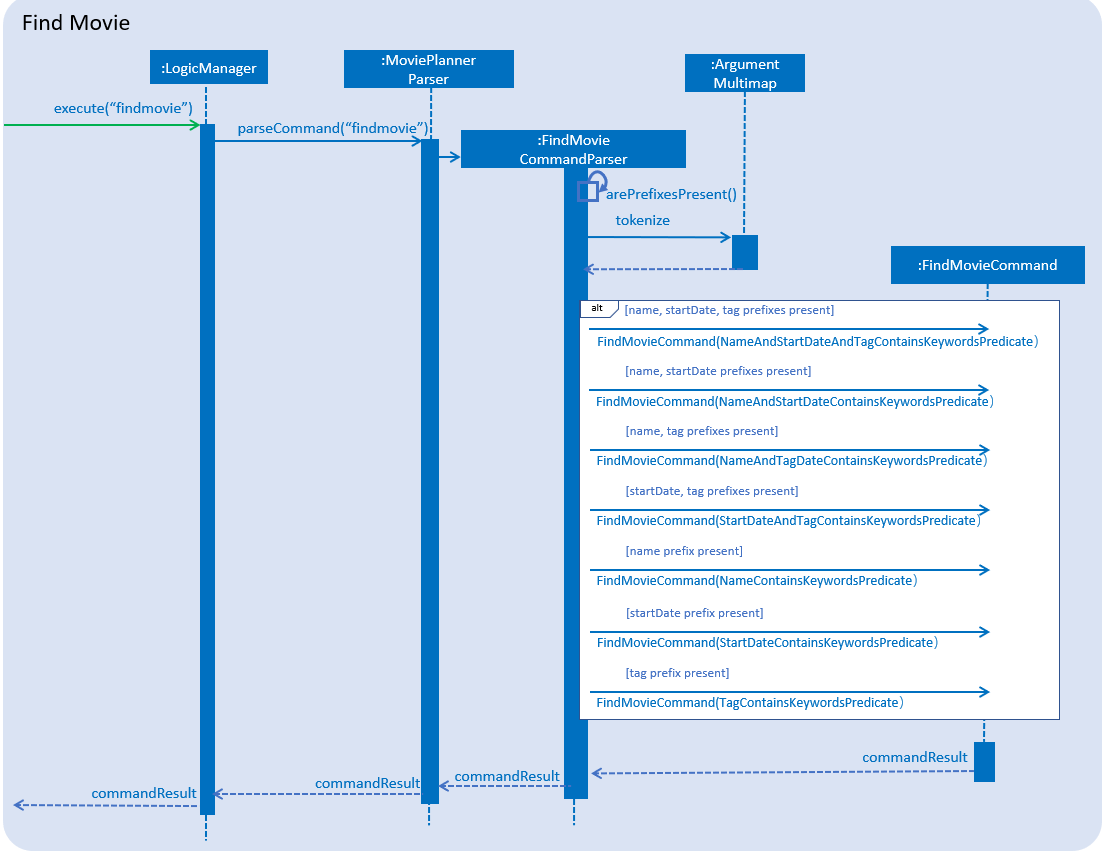 Find Movie
:LogicManager
:MoviePlanner
Parser
:Argument
Multimap
execute(“findmovie”)
parseCommand(“findmovie”)
:FindMovie
CommandParser
arePrefixesPresent()
tokenize
:FindMovieCommand
alt
[name, startDate, tag prefixes present]
FindMovieCommand(NameAndStartDateAndTagContainsKeywordsPredicate）
[name, startDate prefixes present]
FindMovieCommand(NameAndStartDateContainsKeywordsPredicate）
[name, tag prefixes present]
FindMovieCommand(NameAndTagDateContainsKeywordsPredicate）
[startDate, tag prefixes present]
FindMovieCommand(StartDateAndTagContainsKeywordsPredicate）
[name prefix present]
FindMovieCommand(NameContainsKeywordsPredicate）
[startDate prefix present]
FindMovieCommand(StartDateContainsKeywordsPredicate）
[tag prefix present]
FindMovieCommand(TagContainsKeywordsPredicate）
commandResult
commandResult
commandResult
commandResult